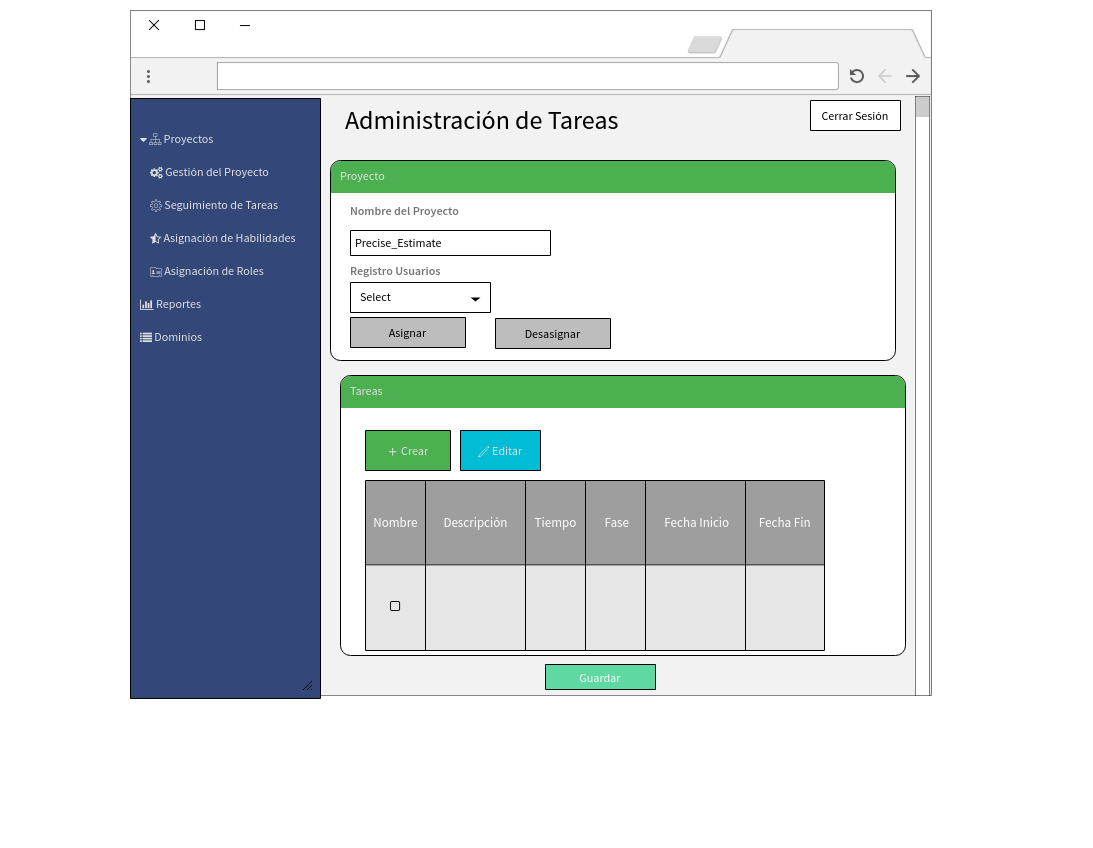 Administración de Tareas
Cerrar Sesión
Proyectos
Gestión del Proyecto
Seguimiento de Tareas
Asignación de Habilidades
Asignación de Roles
Reportes
Dominios
Proyecto
Nombre del Proyecto
Precise_Estimate
Registro Usuarios
Select
Asignar Desasignar
Tareas
+ Crear Editar
Nombre Descripción Tiempo Fase Fecha Inicio Fecha Fin
Guardar